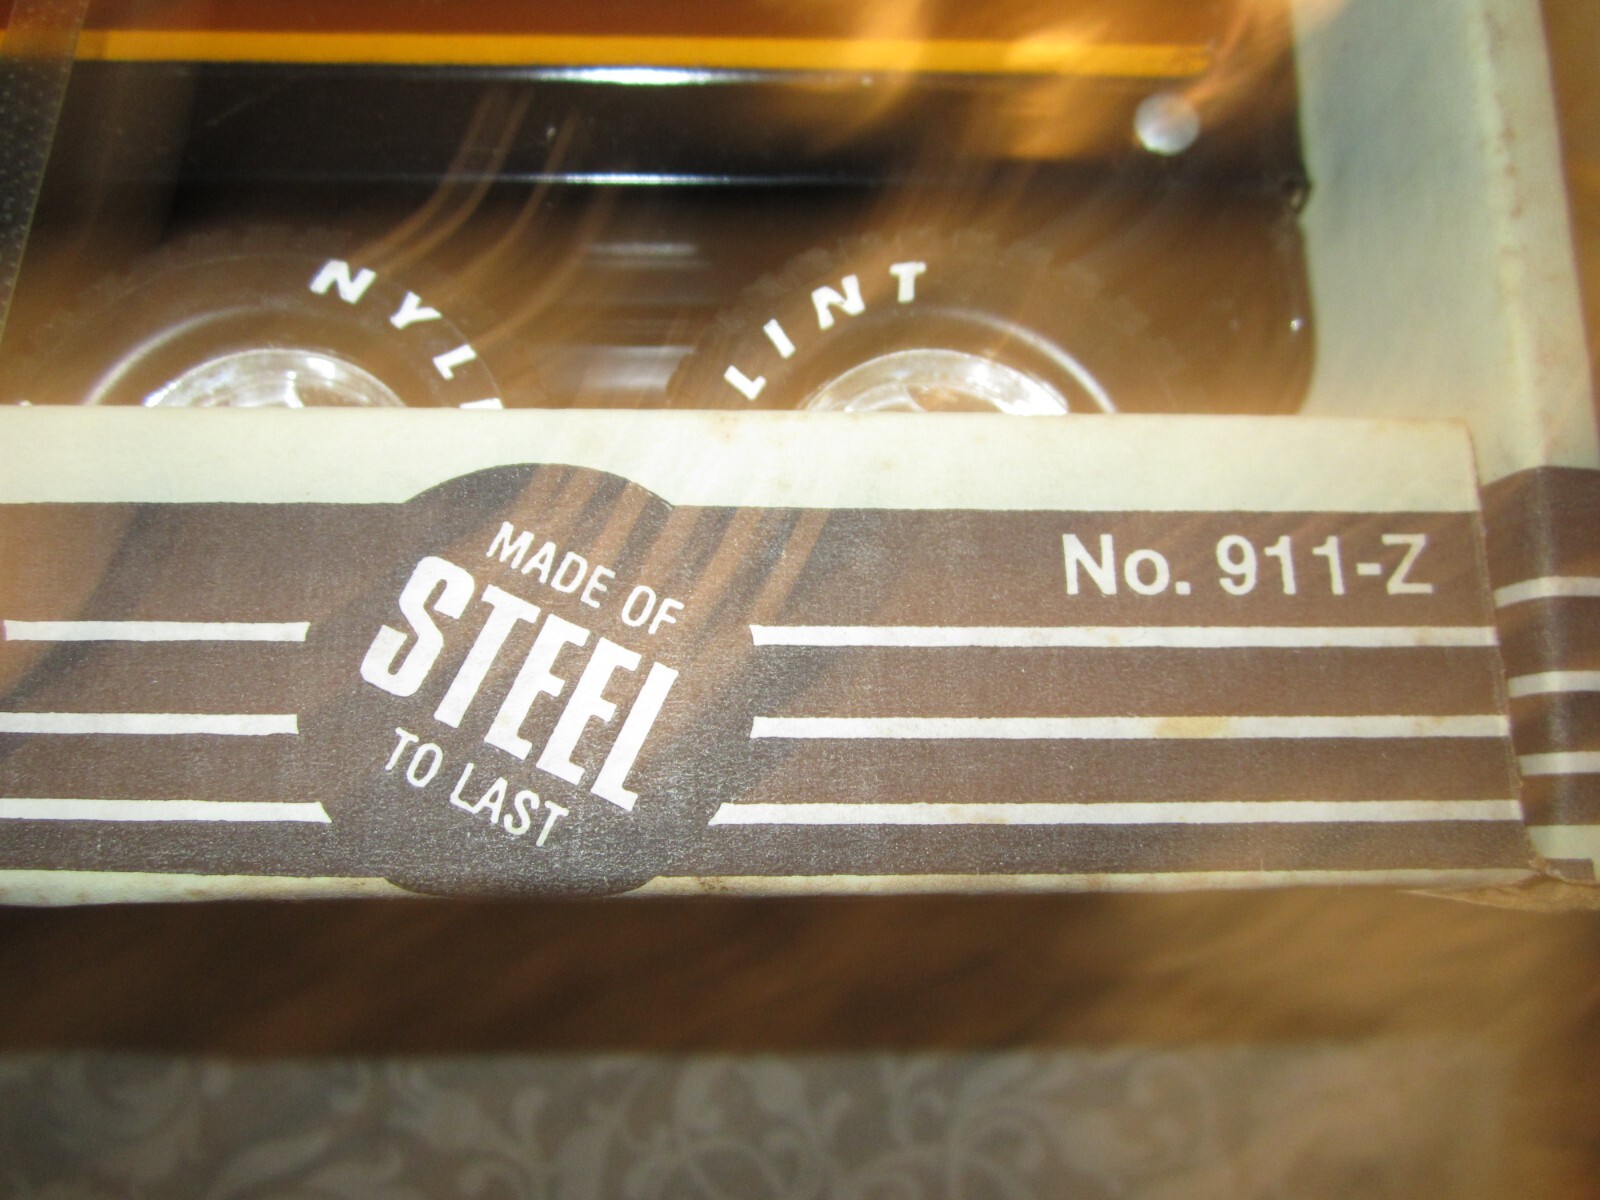 NYL
LINT
MADE OF
STEEL
TO LAST
No. 911-Z